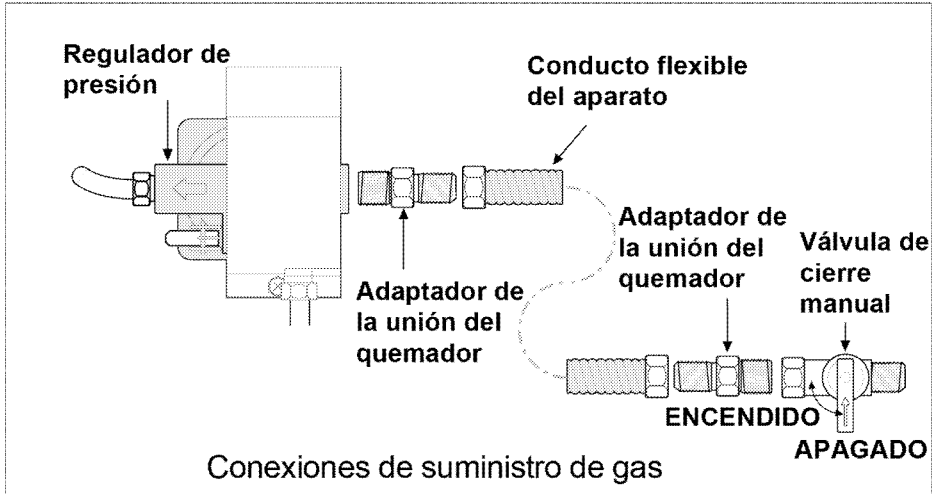 Regulador de
presión
Conducto flexible
del aparato
Adaptador de
la unión del
quemador
Adaptador de
la unión del
quemador
Válvula de
cierre
manual
ENCENDIDO
APAGADO
Conexiones de suministro de gas